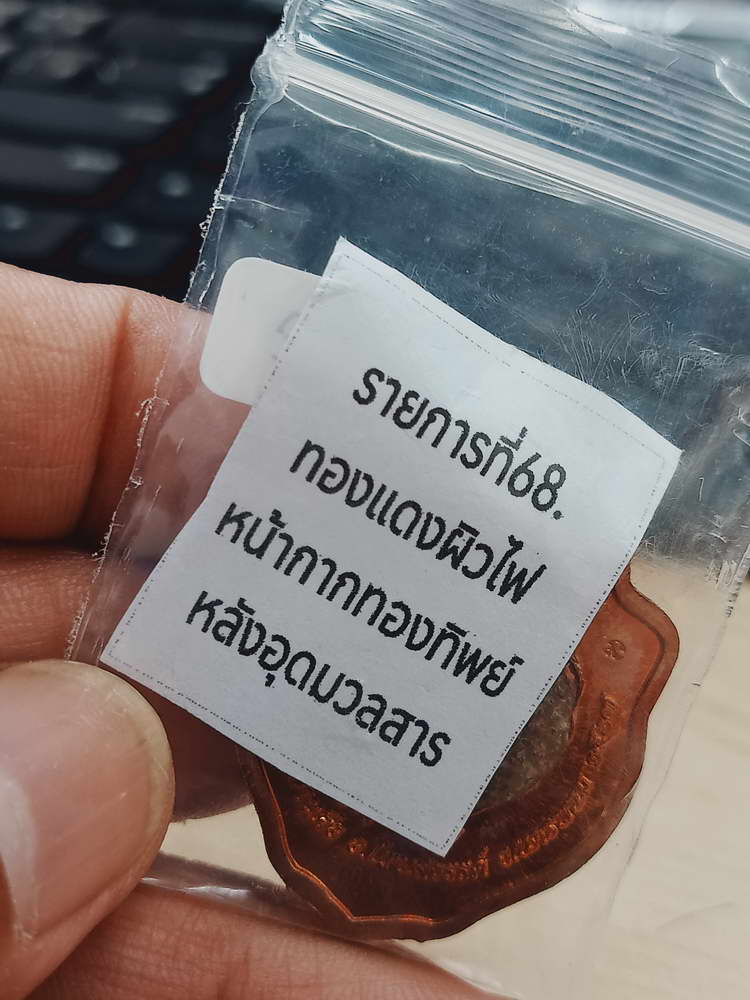 รายการที่68.
ทองแดงผิวไฟ
หน้ากากทองทิพย์
หลังอุดมวลสาร